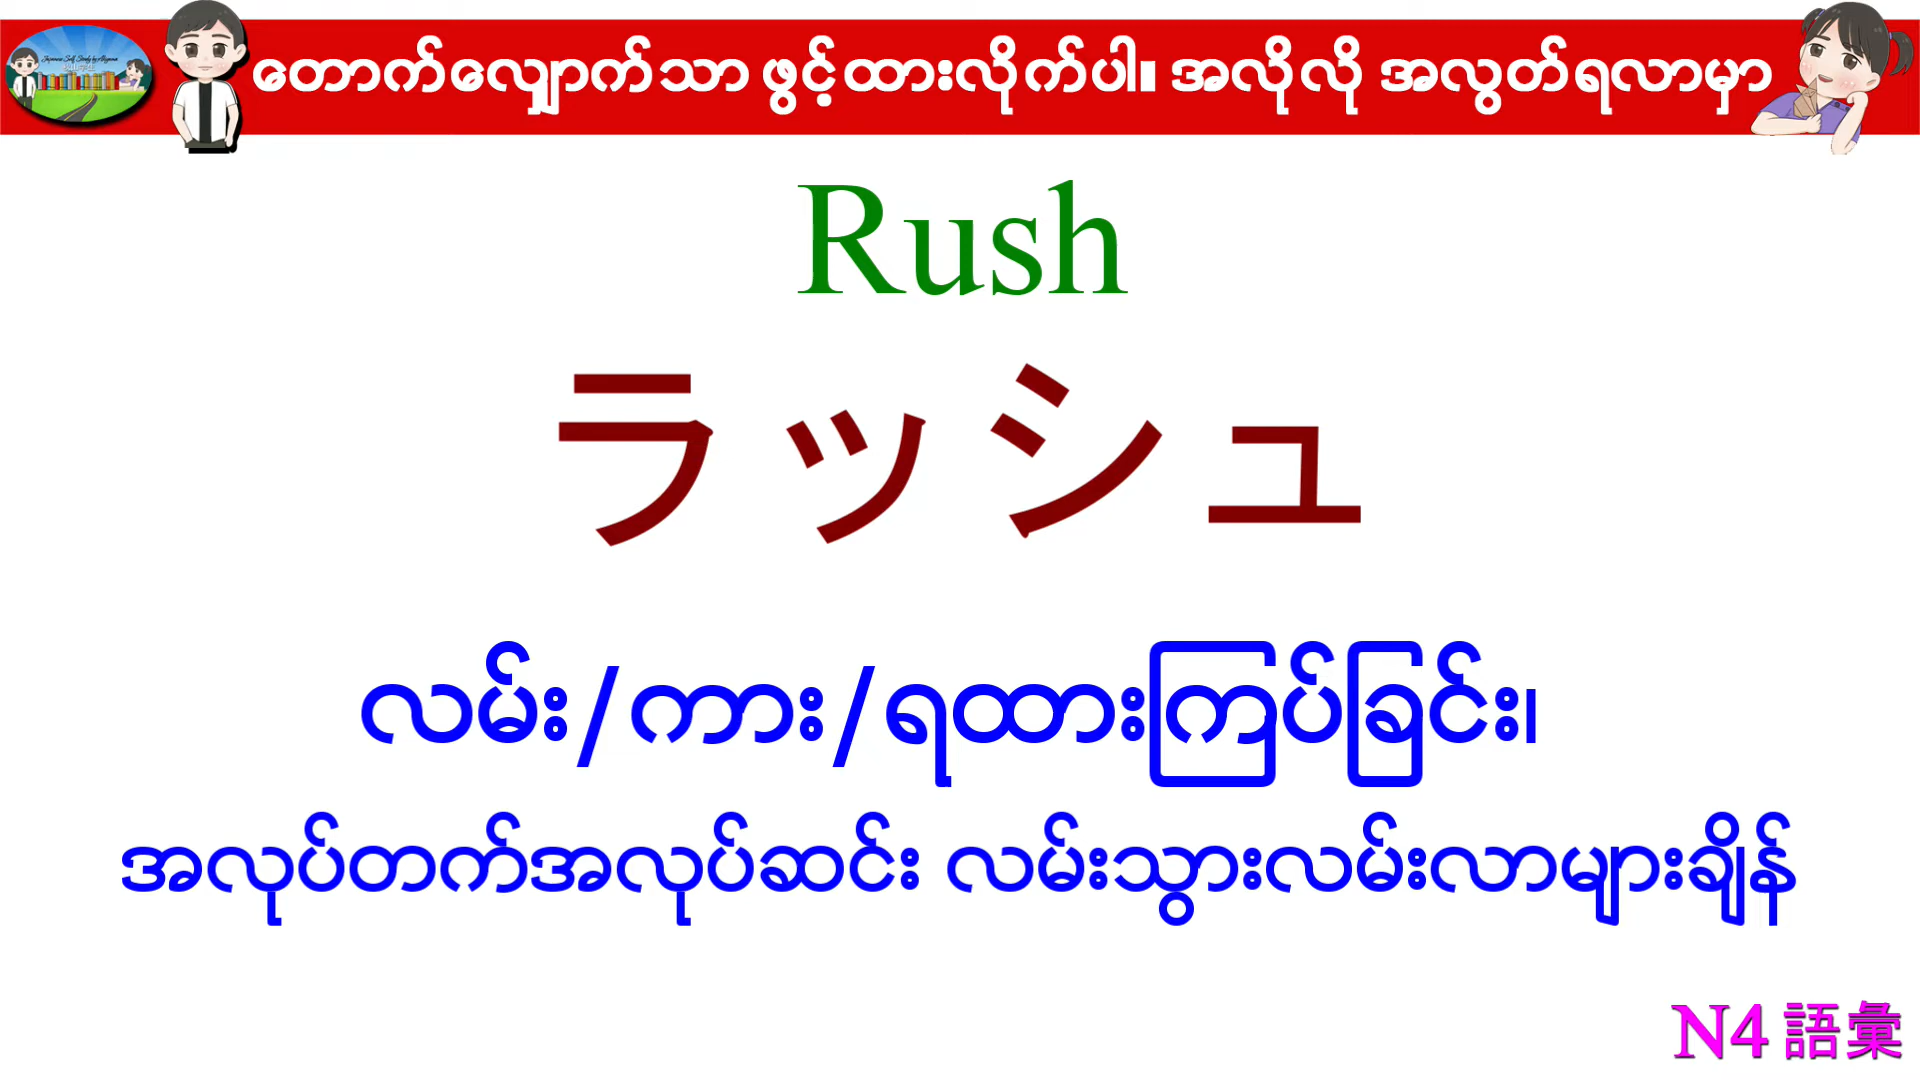 တောက်လျှောက်သာ ဖွင့်ထားလိုက်ပါ။ အလိုလို အလွတ်ရလာမှာ
Rush
ラッシュ
လမ်း/ကား/ရထားကြပ်ခြင်း၊
အလုပ်တက်အလုပ်ဆင်း လမ်းသွားလမ်းလာများချိန်
N4 語彙